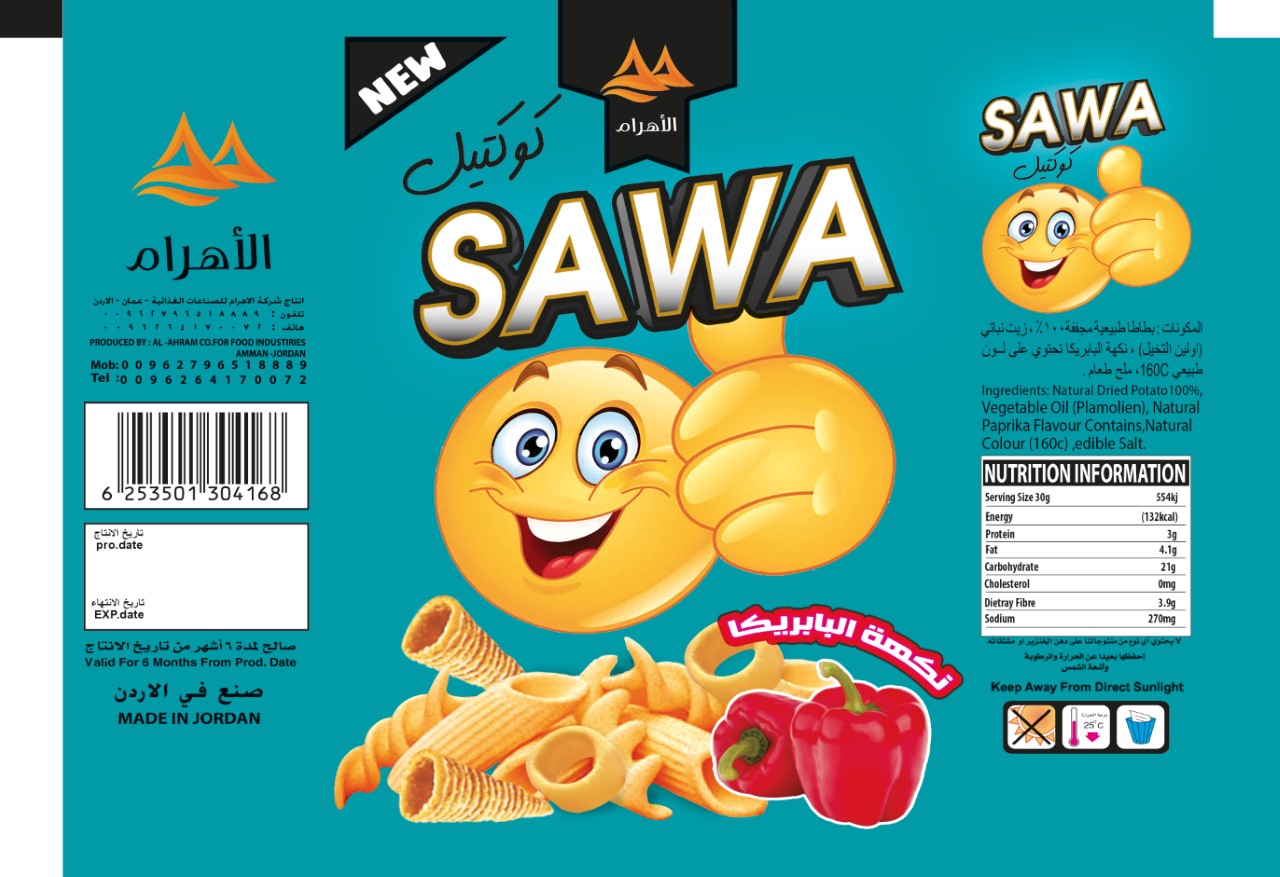 الأهرام
انتاج شركة الاهرام للصناعات الغذائية - عمان - الاردن
تلفون : ٠٠٩٦٢٧٩٦٥١٨٨٨٩
هاتف : ٠٠٩٦٢٦٤١٧٠٠٧٢
PRODUCED BY : AL -AHRAM CO.FOR FOOD INDUSTIRIES
AMMAN -JORDAN
Mob: 0 0 9 6 2 7 9 6 5 1 8 8 8 9
Tel :0 0 9 6 2 6 4 1 7 0 0 7 2
6 253501 304168
تاريخ الانتاج
pro.date
تاريخ الانتهاء
EXP.date
صالح لمدة ٦ أشهر من تاريخ الانتاج
Valid For 6 Months From Prod. Date
صنع في الاردن
MADE IN JORDAN
NEW
الأهرام
كوكتيل
SAWA
نكهة البابريكا
SAWA
كوكتيل
المكونات : بطاطا طبيعية مجففة ١٠٠٪ ، زيت نباتي
(اولين النخيل) ، نكهة البابريكا تحتوي على لــون
طبيعي 160C، ملح طعام .
Ingredients: Natural Dried Potato 100%,
Vegetable Oil (Plamolien), Natural
Paprika Flavour Contains,Natural
Colour (160c) ,edible Salt.
NUTRITION INFORMATION
Serving Size 30g 554kj
Energy (132kcal)
Protein 3g
Fat 4.1g
Carbohydrate 21g
Cholesterol 0mg
Dietray Fibre 3.9g
Sodium 270mg
لا يحتوي أي نوع من منتوجاتنا على دهن الخنزير او مشتقاته
إحفظها بعيدا عن الحرارة والرطوبة
وأشعة الشمس
Keep Away From Direct Sunlight
درجة الحرارة
25°C